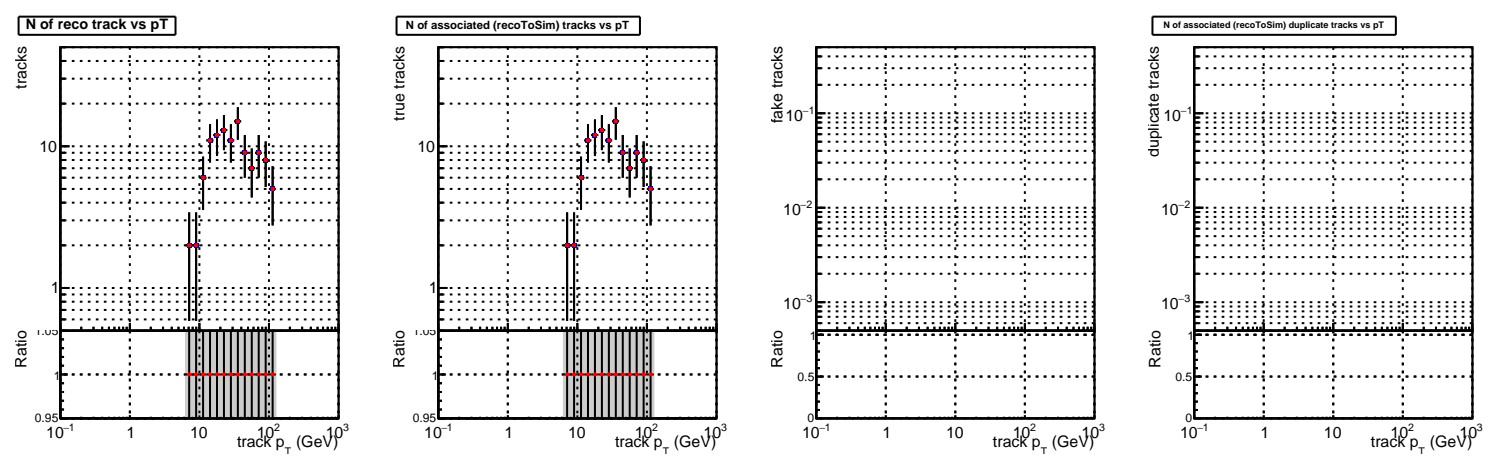 N of reco track vs pT
tracks
10
1
Ratio
1.05
1
0.95
10⁻¹ 1 10 10² 10³
track p_T (GeV)
N of associated (recoToSim) tracks vs pT
true tracks
10
1
Ratio
1.05
1
0.95
10⁻¹ 1 10 10² 10³
track p_T (GeV)
fake tracks
10⁻¹
10⁻²
10⁻³
Ratio
1
0.5
0
10⁻¹ 1 10 10² 10³
track p_T (GeV)
N of associated (recoToSim) duplicate tracks vs pT
duplicate tracks
10⁻¹
10⁻²
10⁻³
Ratio
1
0.5
0
10⁻¹ 1 10 10² 10³
track p_T (GeV)